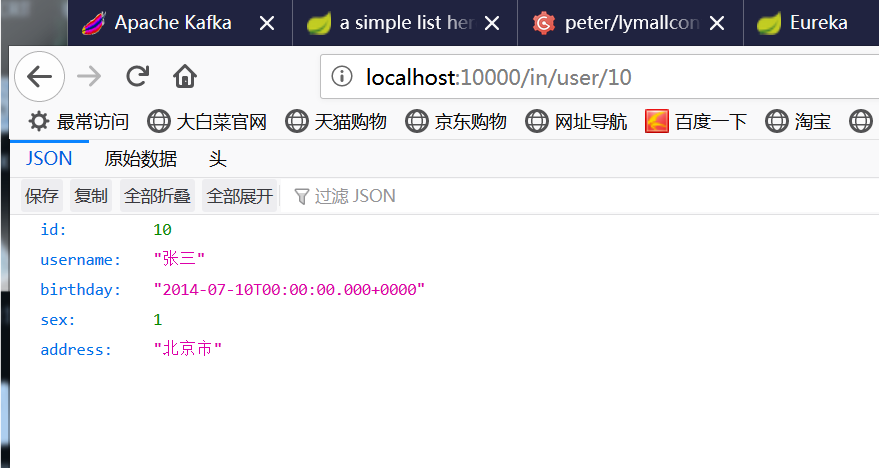 Apache Kafka a simple list her peter/lymallcon Eureka
localhost:10000/in/user/10
最常访问 大白菜官网 天猫购物 京东购物 网址导航 百度一下 淘宝
JSON 原始数据 头
保存 复制 全部折叠 全部展开 过滤 JSON
id: 10
username: "张三"
birthday: "2014-07-10T00:00:00.000+0000"
sex: 1
address: "北京市"